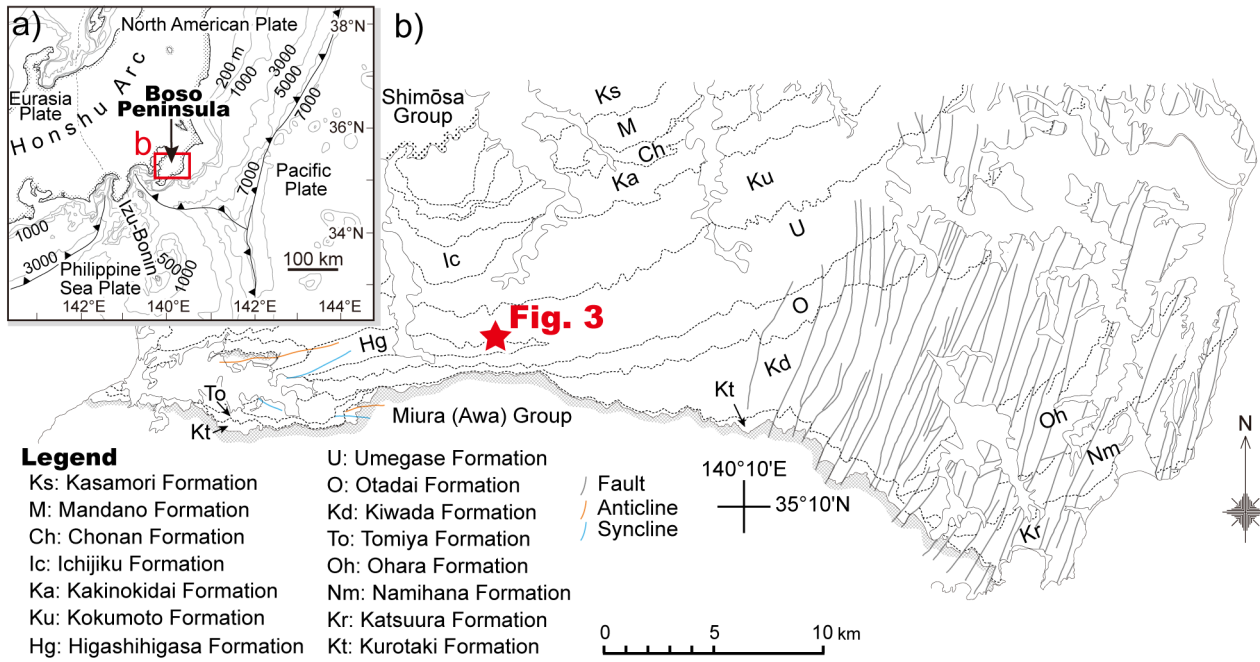 a)
North American Plate
38°N
Eurasia
Plate
Honshu Arc
200 m
1000
3000
5000
7000
Boso
Peninsula
b
36°N
7000
Pacific
Plate
34°N
1000
3000
Izu-Bonin
5000
1000
Philippine
Sea Plate
100 km
142°E
140°E
142°E
144°E
b)
Shimōsa
Group
Ks
M
Ch
Ka
Ku
U
Ic
Fig. 3
O
Hg
Kd
To
Kt
Kt
Miura (Awa) Group
Oh
Nm
Kr
N
140°10'E
35°10'N
Legend
Ks: Kasamori Formation
M: Mandano Formation
Ch: Chonan Formation
Ic: Ichijiku Formation
Ka: Kakinokidai Formation
Ku: Kokumoto Formation
Hg: Higashihigasa Formation
U: Umegase Formation
O: Otadai Formation
Kd: Kiwada Formation
To: Tomiya Formation
Oh: Ohara Formation
Nm: Namihana Formation
Kr: Katsuura Formation
Kt: Kurotaki Formation
Fault
Anticline
Syncline
0 5 10 km